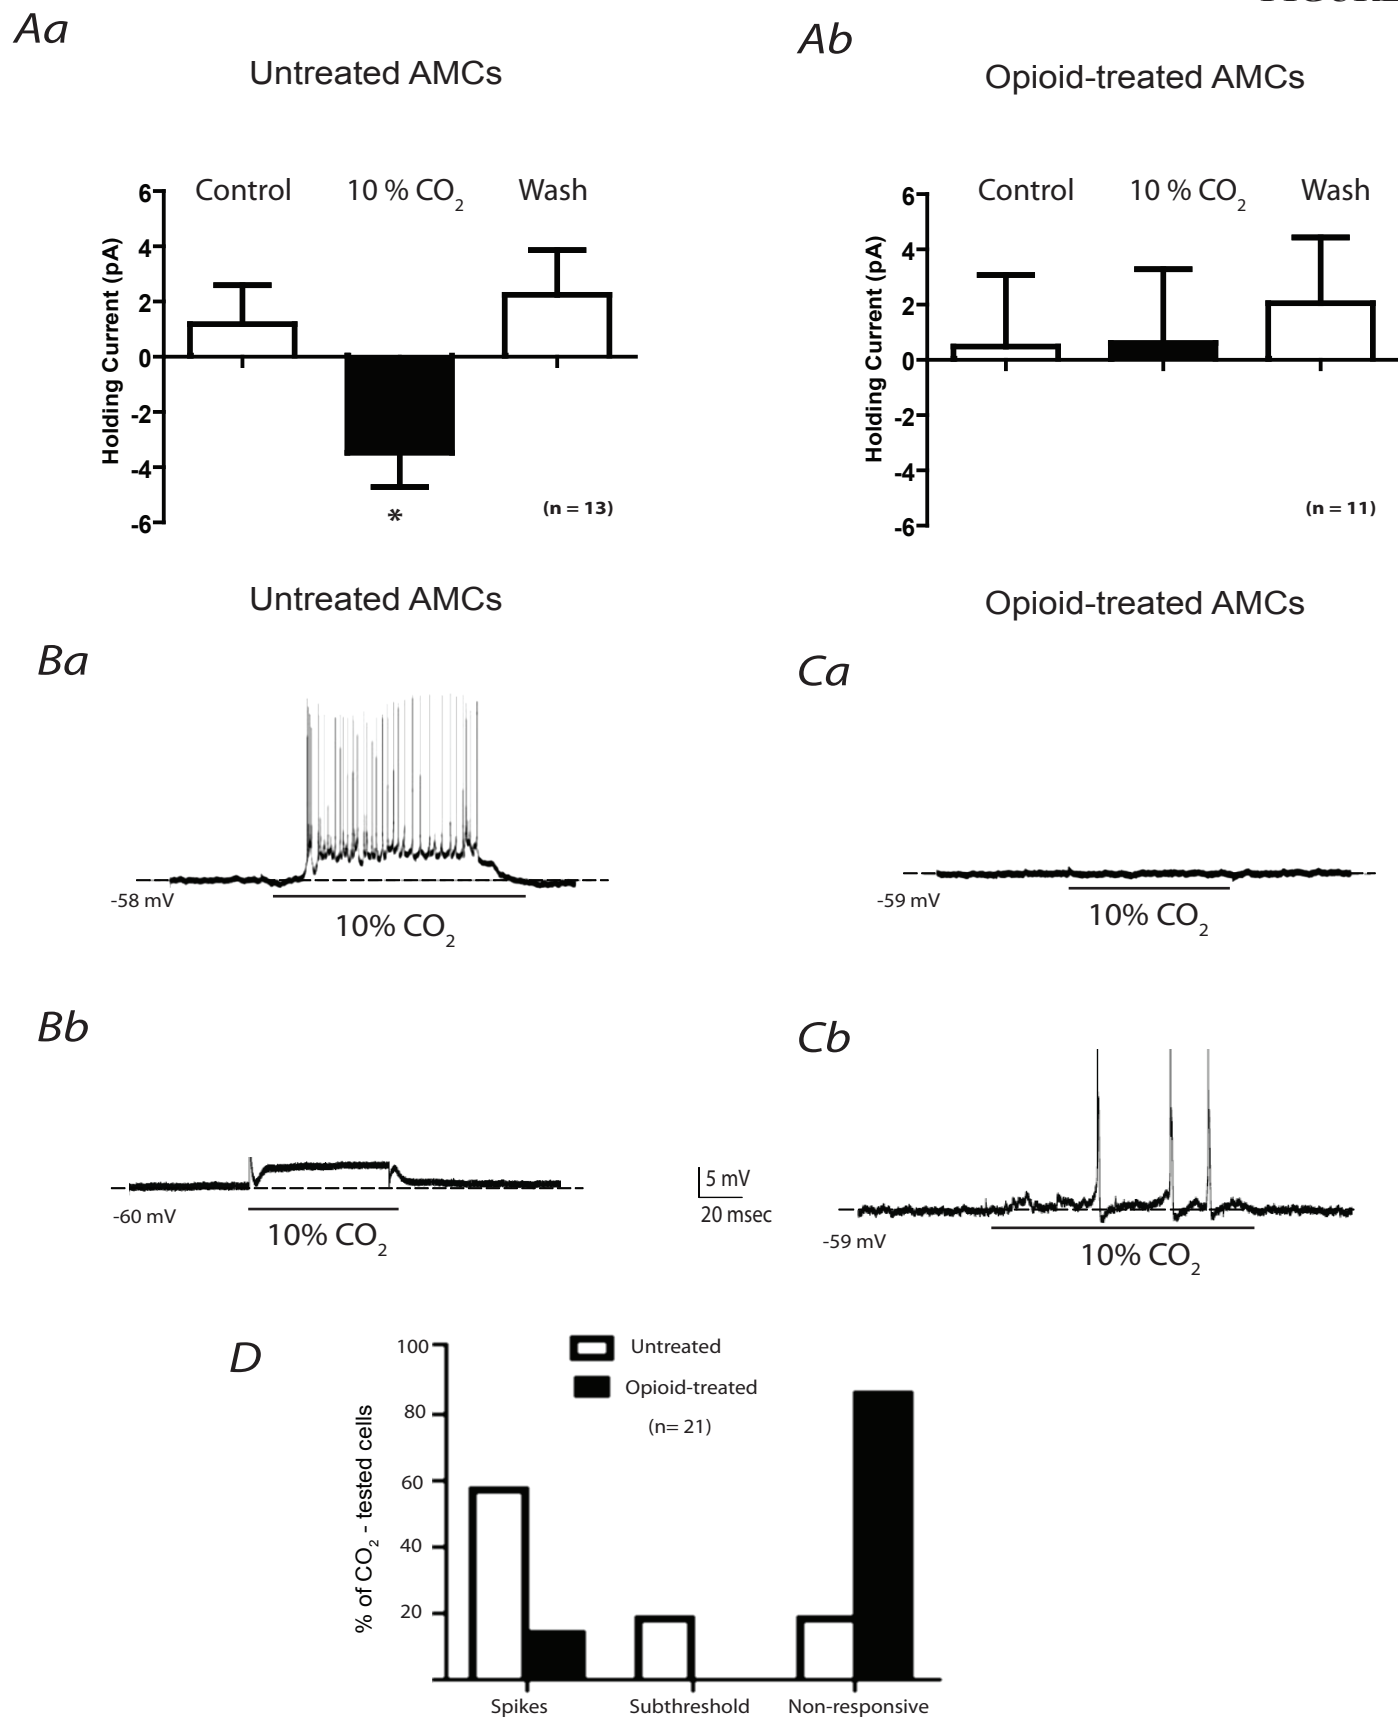 Aa
Untreated AMCs
Control 10 % CO2 Wash
6
4
2
0
-2
-4
-6
Holding Current (pA)
*
(n = 13)
Ab
Opioid-treated AMCs
Control 10 % CO2 Wash
6
4
2
0
-2
-4
-6
Holding Current (pA)
(n = 11)
Untreated AMCs
Ba
-58 mV
10% CO2
Bb
-60 mV
10% CO2
5 mV
20 msec
Opioid-treated AMCs
Ca
-59 mV
10% CO2
Cb
-59 mV
10% CO2
D
100
80
60
40
20
% of CO2 - tested cells
Untreated
Opioid-treated
(n= 21)
Spikes Subthreshold Non-responsive